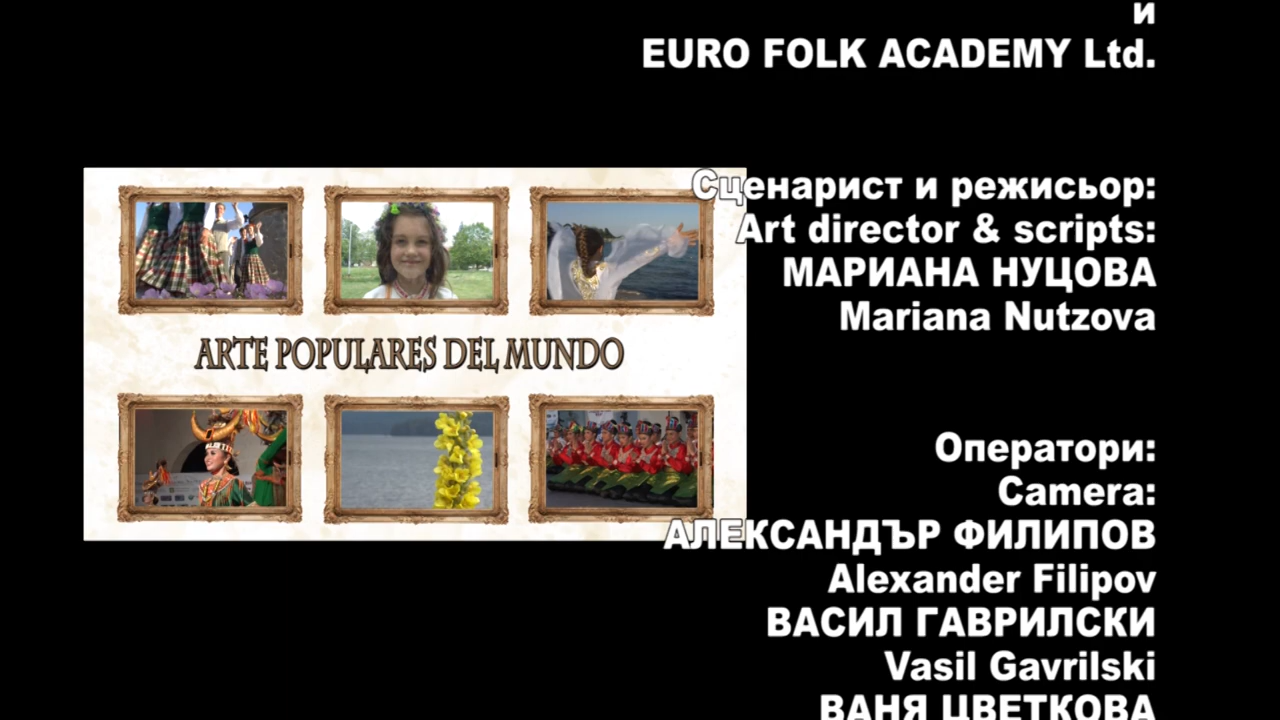 и
EURO FOLK ACADEMY Ltd.
Сценарист и режисьор:
Art director & scripts:
МАРИАНА НУЦОВА
Mariana Nutzova
ARTE POPULARES DEL MUNDO
Оператори:
Camera:
АЛЕКСАНДЪР ФИЛИПОВ
Alexander Filipov
ВАСИЛ ГАВРИЛСКИ
Vasil Gavrilski
ВАНЯ ЦВЕТКОВА